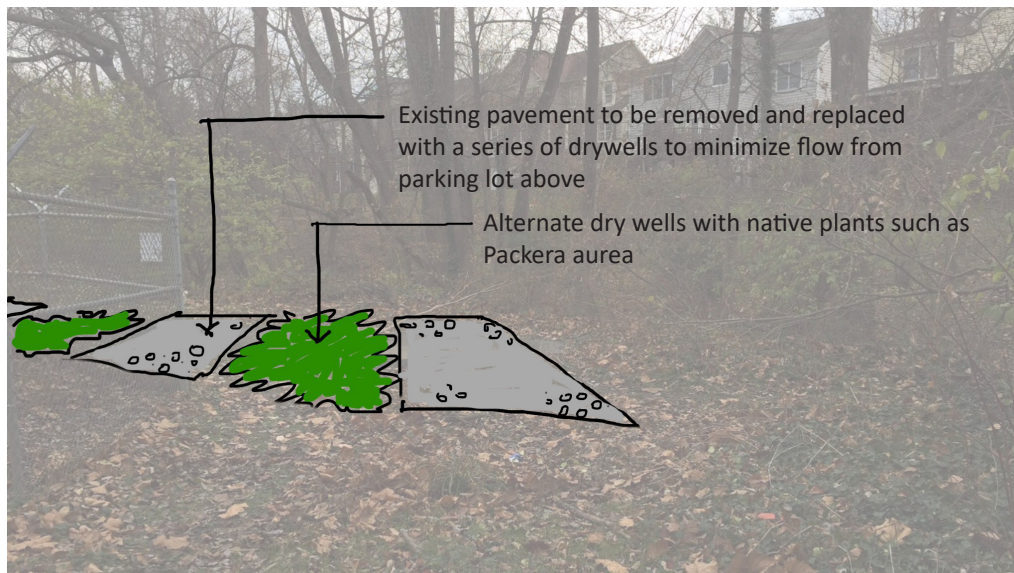 Existing pavement to be removed and replaced
with a series of drywells to minimize flow from
parking lot above
Alternate dry wells with native plants such as
Packera aurea